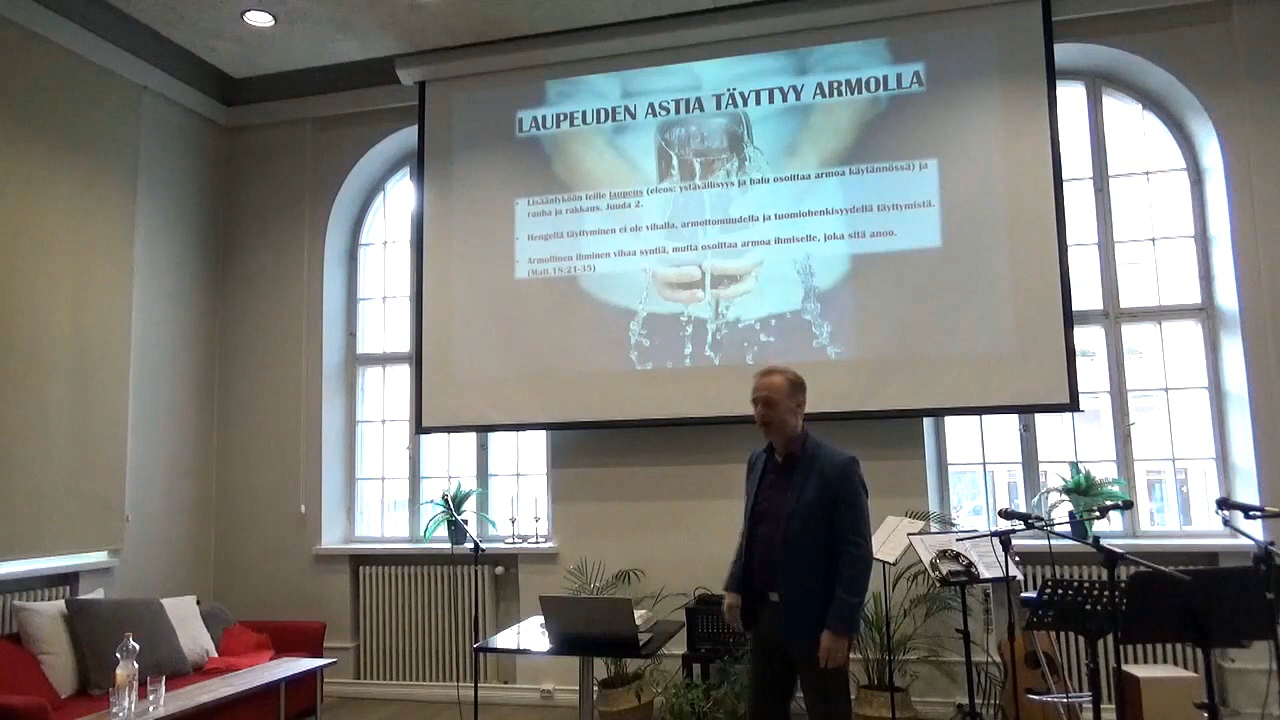 LAUPEUDEN ASTIA TÄYTTYY ARMOLLA
- Lisääntyköön teille laupeus (eleos: ystävällisyys ja halu osoittaa armoa käytännössä) ja
rauha ja rakkaus. Juuda 2.
- Hengellä täyttyminen ei ole vihalla, armottomuudella ja tuomiohenkisyydellä täyttymistä.
- Armollinen ihminen vihaa syntiä, mutta osoittaa armoa ihmiselle, joka sitä anoo.
(Matt.18:21-35)